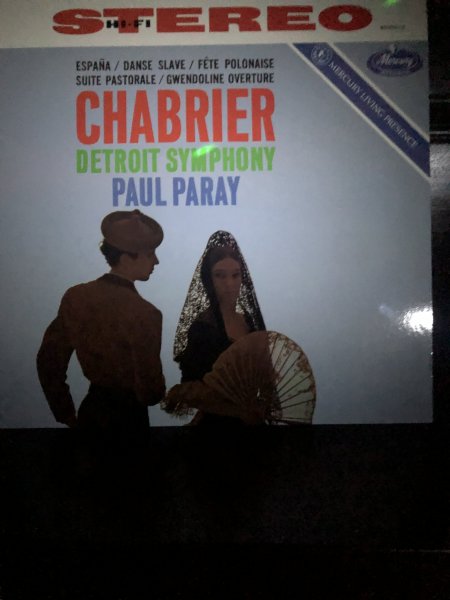 STEREO
HI-FI
ESPAÑA / DANSE SLAVE / FÊTE POLONAISE
SUITE PASTORALE / GWENDOLINE OVERTURE
CHABRIER
DETROIT SYMPHONY
PAUL PARAY
Mercury
MERCURY LIVING PRESENCE